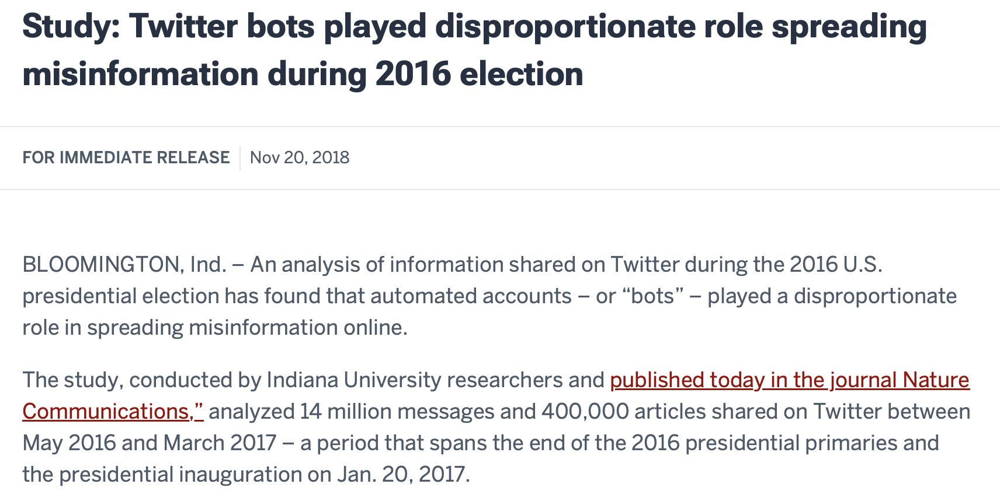 Study: Twitter bots played disproportionate role spreading
misinformation during 2016 election
FOR IMMEDIATE RELEASE Nov 20, 2018
BLOOMINGTON, Ind. – An analysis of information shared on Twitter during the 2016 U.S.
presidential election has found that automated accounts – or “bots” – played a disproportionate
role in spreading misinformation online.
The study, conducted by Indiana University researchers and published today in the journal Nature
Communications,” analyzed 14 million messages and 400,000 articles shared on Twitter between
May 2016 and March 2017 – a period that spans the end of the 2016 presidential primaries and
the presidential inauguration on Jan. 20, 2017.